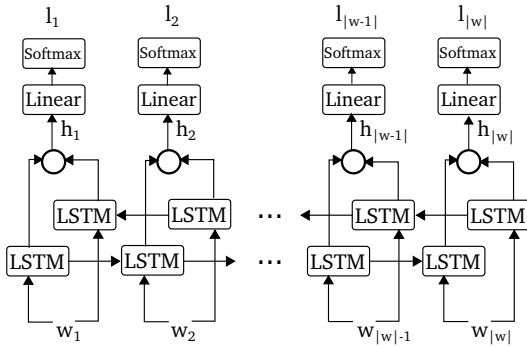 l₁ l₂ l|w-1| l|w|
Softmax Softmax Softmax Softmax
Linear Linear Linear Linear
h₁ h₂ h|w-1| h|w|
LSTM LSTM ... LSTM LSTM
LSTM LSTM ... LSTM LSTM
w₁ w₂ w|w|-1 w|w|